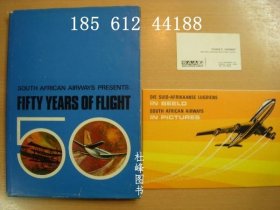 185 612 44188
SOUTH AFRICAN AIRWAYS PRESENTS
FIFTY YEARS OF FLIGHT
50
DIE SUID-AFRIKAANSE LUGDIENS
IN BEELD
SOUTH AFRICAN AIRWAYS
IN PICTURES
杜峰图书